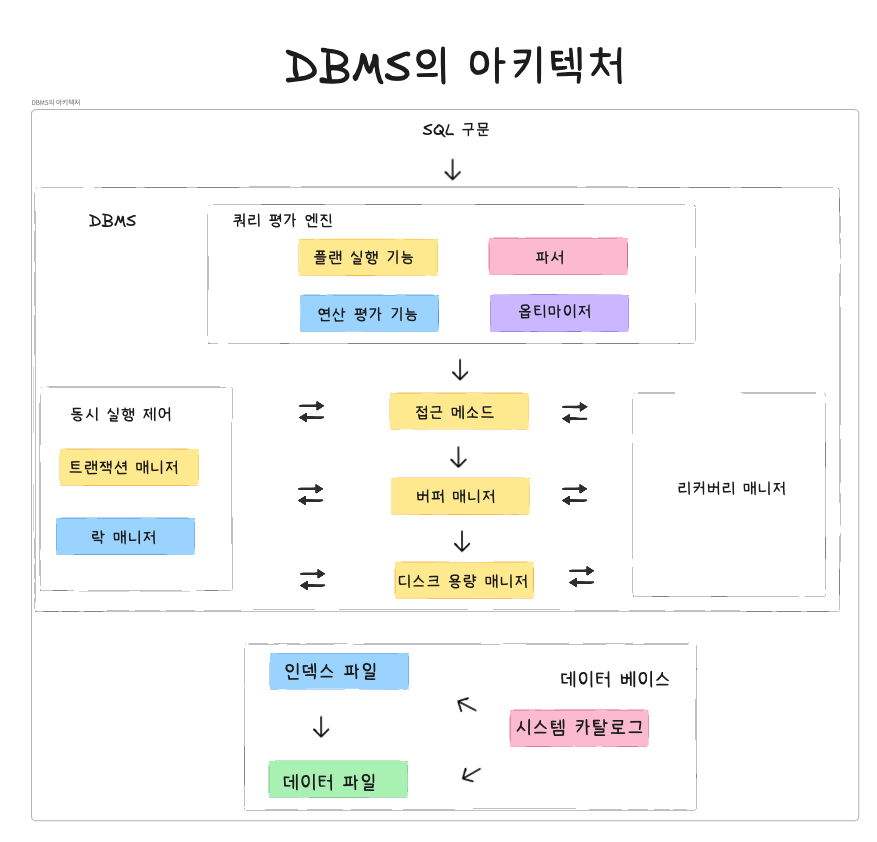 DBMS의 아키텍처
DBMS의 아키텍처
SQL 구문
DBMS
쿼리 평가 엔진
플랜 실행 기능
파서
연산 평가 기능
옵티마이저
동시 실행 제어
트랜잭션 매니저
락 매니저
접근 메소드
버퍼 매니저
디스크 용량 매니저
리커버리 매니저
인덱스 파일
데이터 베이스
시스템 카탈로그
데이터 파일